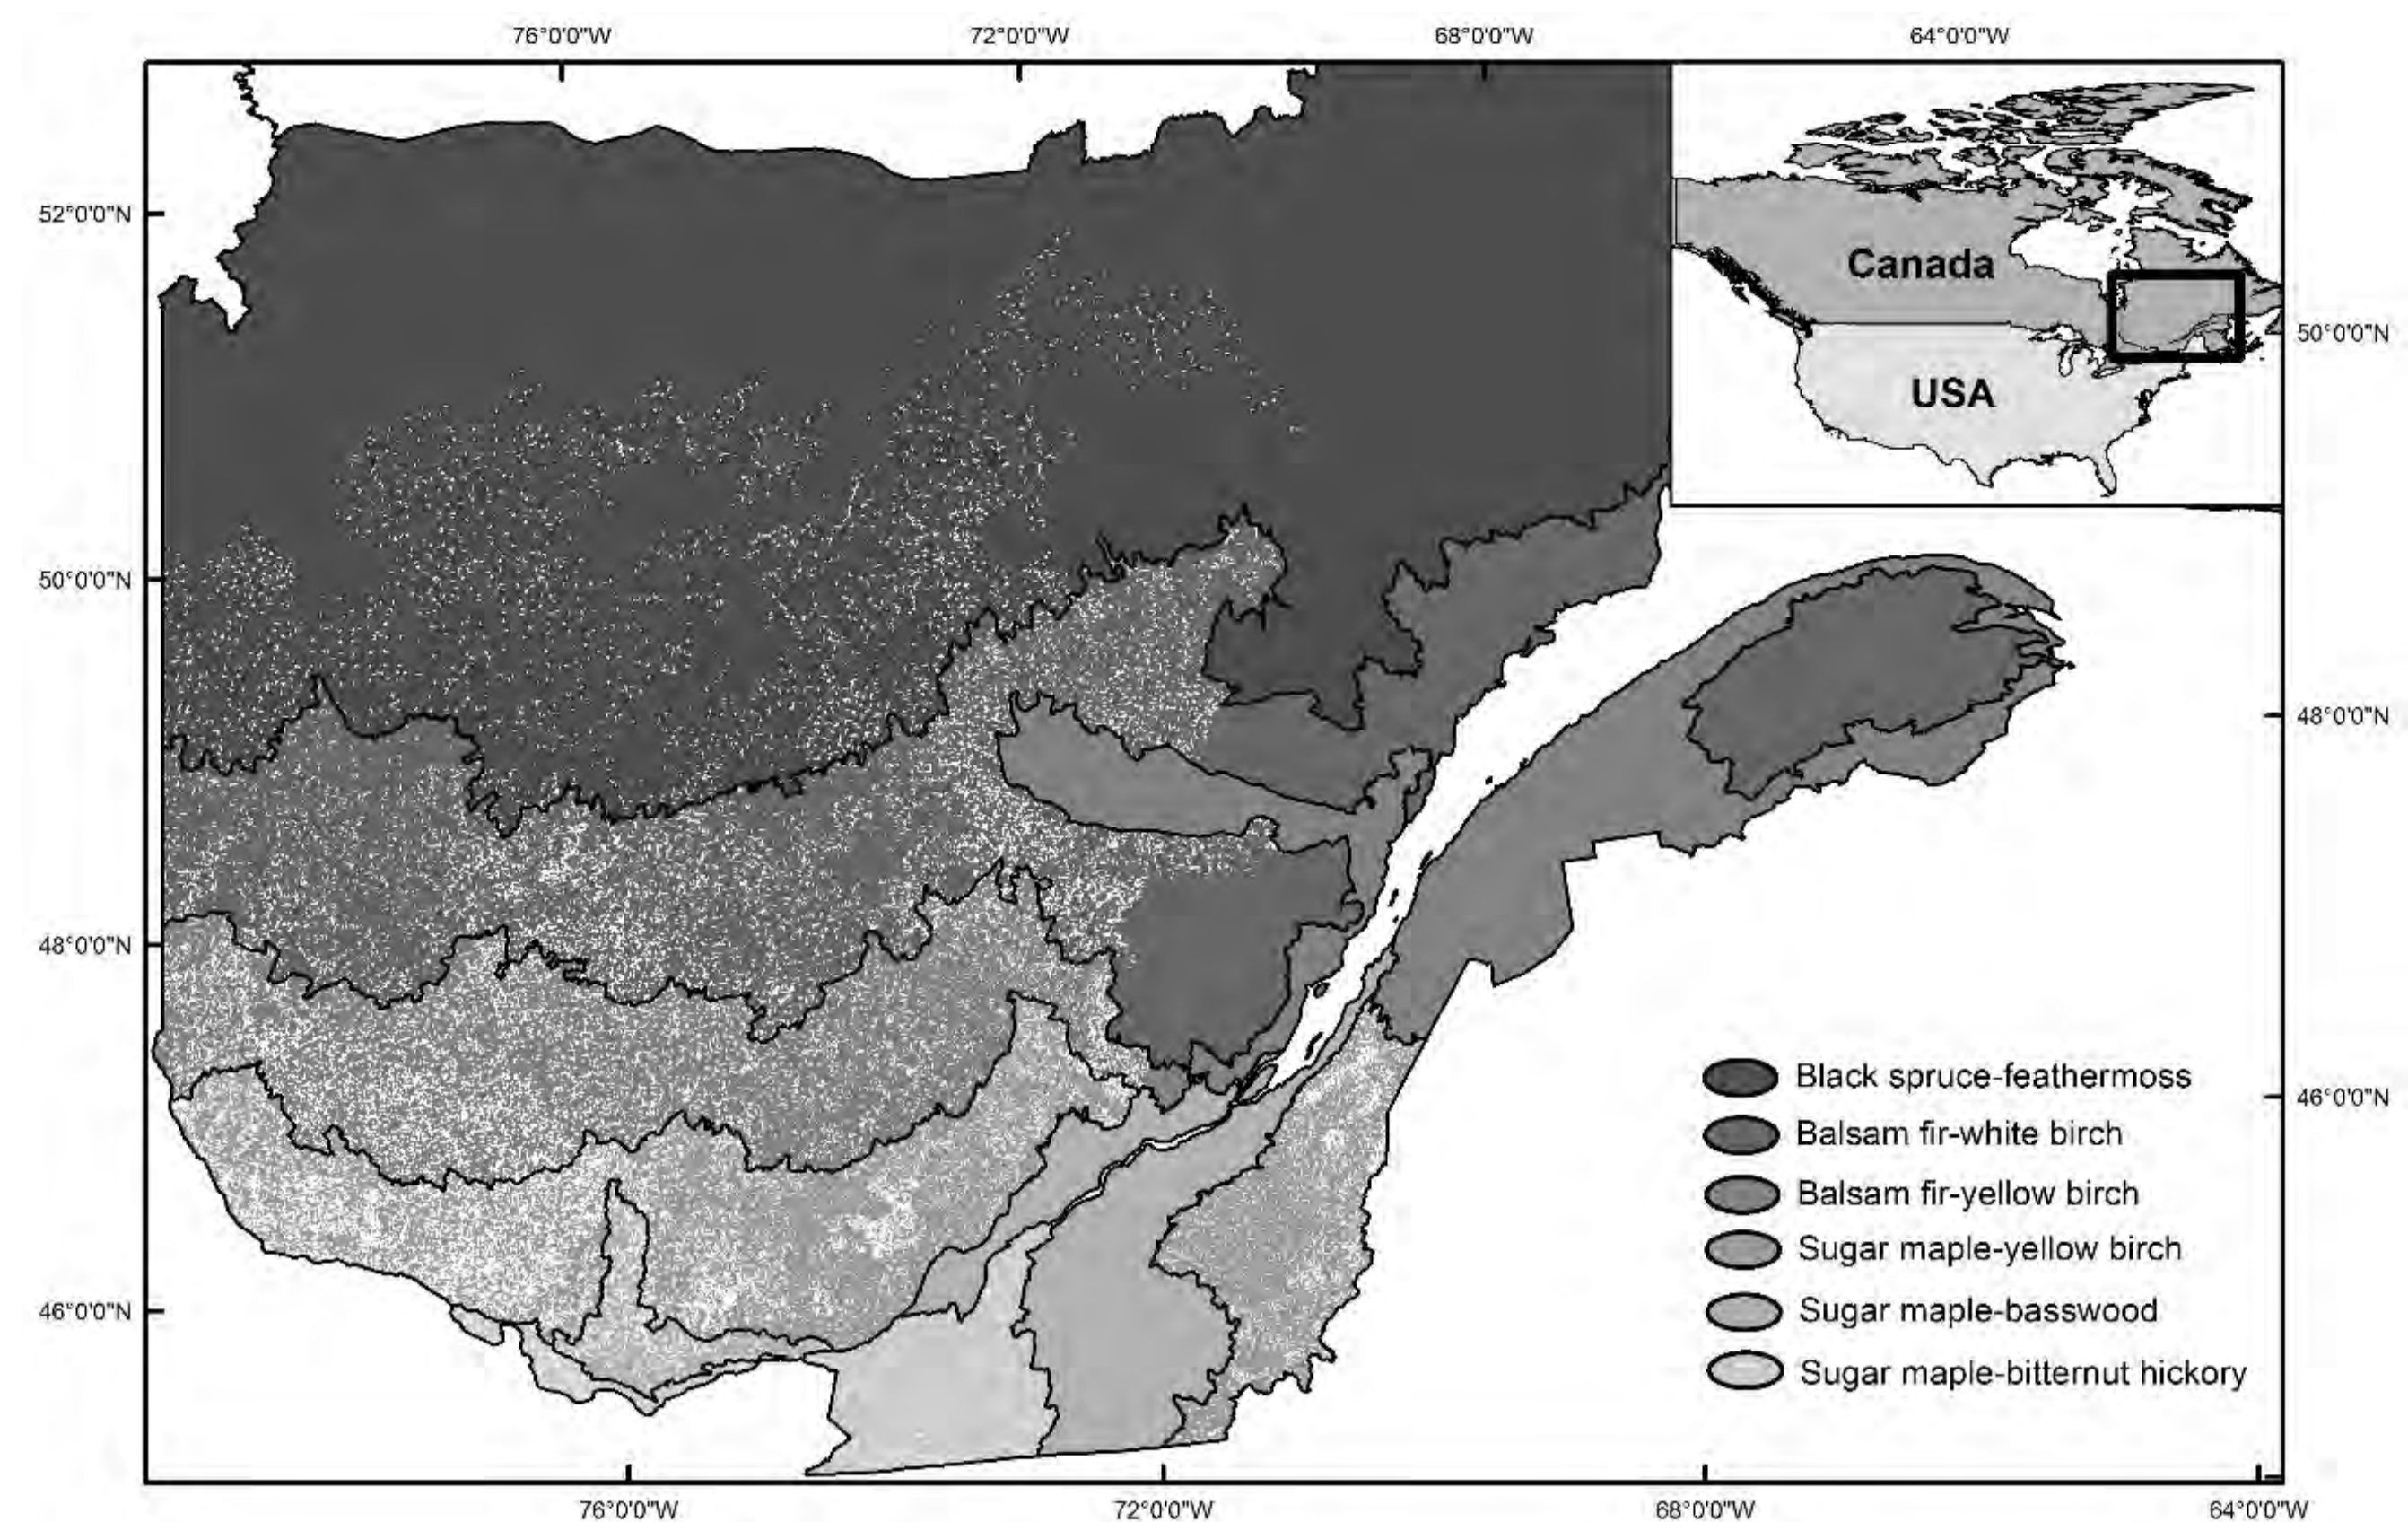 76°0'0"W 72°0'0"W 68°0'0"W 64°0'0"W
52°0'0"N
Canada
50°0'0"N
USA
50°0'0"N
48°0'0"N
48°0'0"N
Black spruce-feathermoss
46°0'0"N
Balsam fir-white birch
Balsam fir-yellow birch
Sugar maple-yellow birch
46°0'0"N
Sugar maple-basswood
Sugar maple-bitternut hickory
76°0'0"W 72°0'0"W 68°0'0"W 64°0'0"W